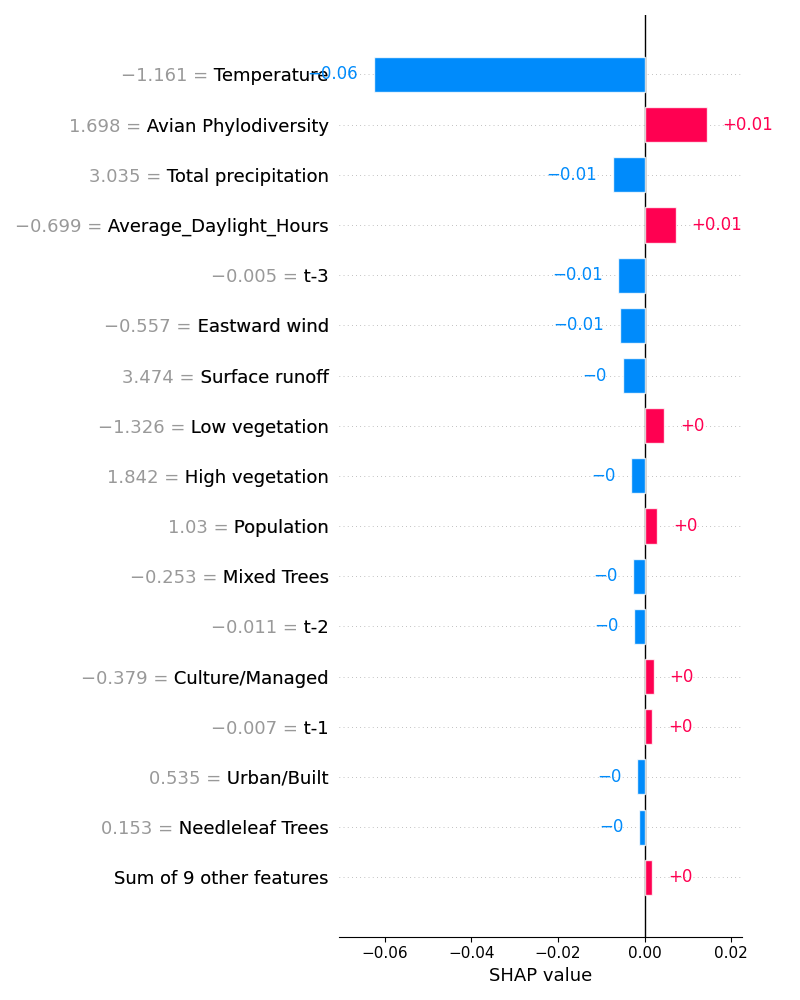 −1.161 = Temperature −0.06
1.698 = Avian Phylodiversity +0.01
3.035 = Total precipitation −0.01
−0.699 = Average_Daylight_Hours +0.01
−0.005 = t-3 −0.01
−0.557 = Eastward wind −0.01
3.474 = Surface runoff −0
−1.326 = Low vegetation +0
1.842 = High vegetation −0
1.03 = Population +0
−0.253 = Mixed Trees −0
−0.011 = t-2 −0
−0.379 = Culture/Managed +0
−0.007 = t-1 +0
0.535 = Urban/Built −0
0.153 = Needleleaf Trees −0
Sum of 9 other features +0
−0.06 −0.04 −0.02 0.00 0.02
SHAP value